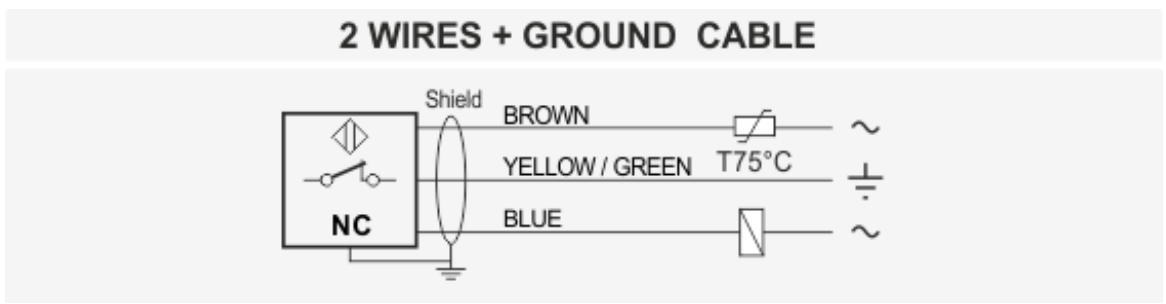 2 WIRES + GROUND CABLE
Shield
BROWN
~
YELLOW / GREEN
T75°C
NC
BLUE
~